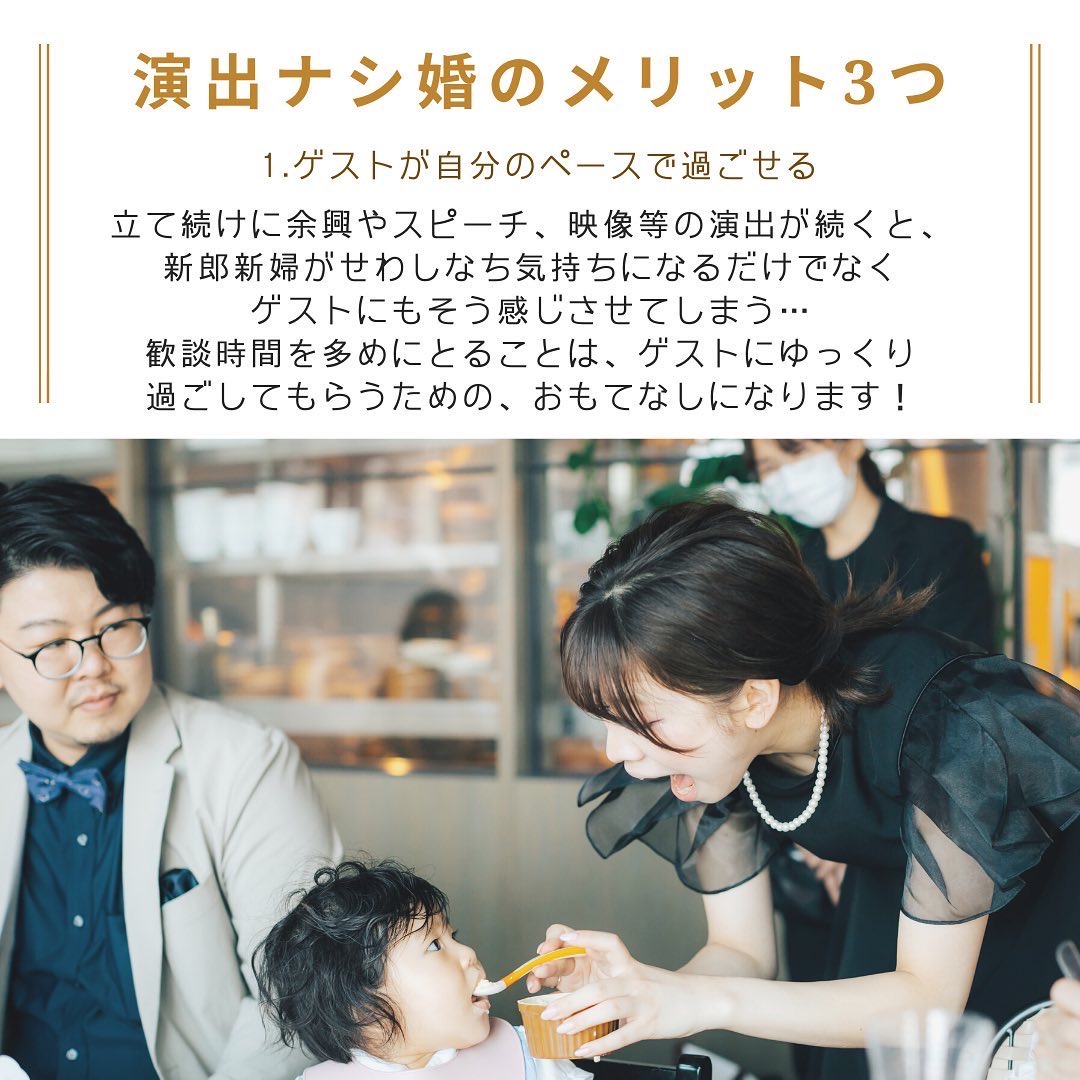 演出ナシ婚のメリット3つ
1.ゲストが自分のペースで過ごせる
立て続けに余興やスピーチ、映像等の演出が続くと、
新郎新婦がせわしなち気持ちになるだけでなく
ゲストにもそう感じさせてしまう…
歓談時間を多めにとることは、ゲストにゆっくり
過ごしてもらうための、おもてなしになります！